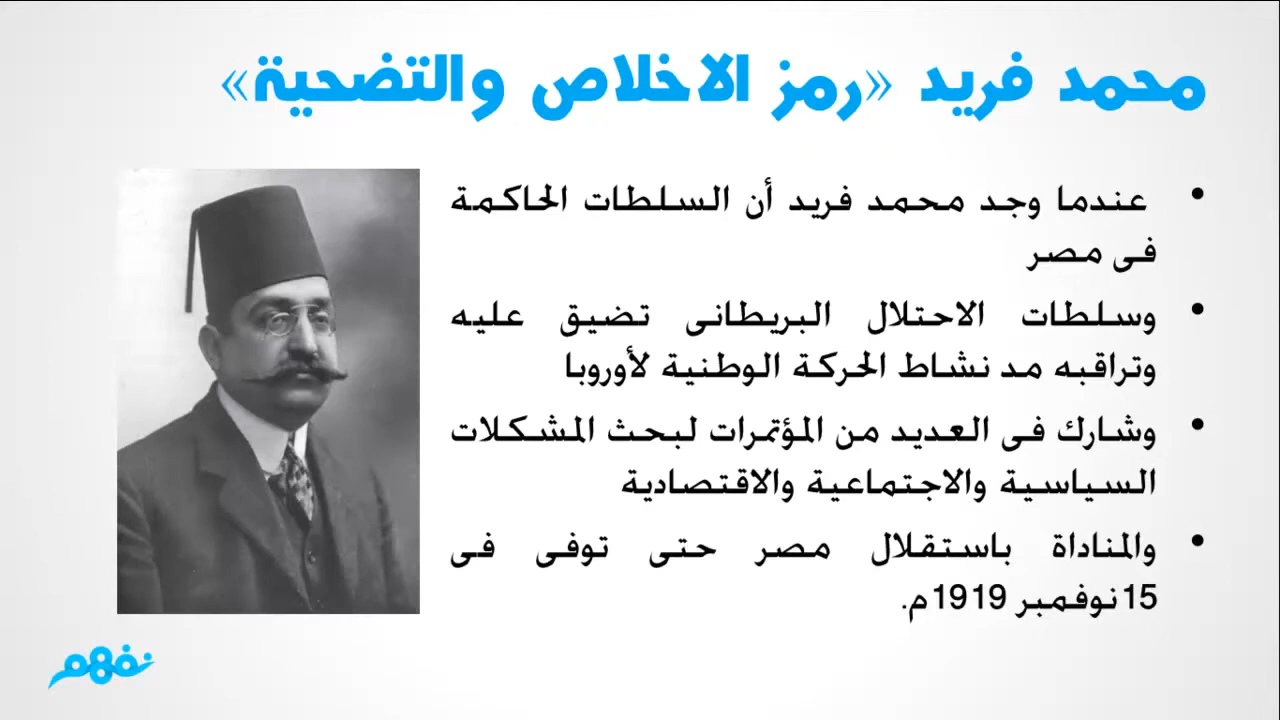 محمد فريد «رمز الاخلاص والتضحية»
• عندما وجد محمد فريد أن السلطات الحاكمة
فى مصر
• وسلطات الاحتلال البريطانى تضيق عليه
وتراقبه مد نشاط الحركة الوطنية لأوروبا
• وشارك فى العديد من المؤتمرات لبحث المشكلات
السياسية والاجتماعية والاقتصادية
• والمناداة باستقلال مصر حتى توفى فى
15نوفمبر 1919م.
نفهم